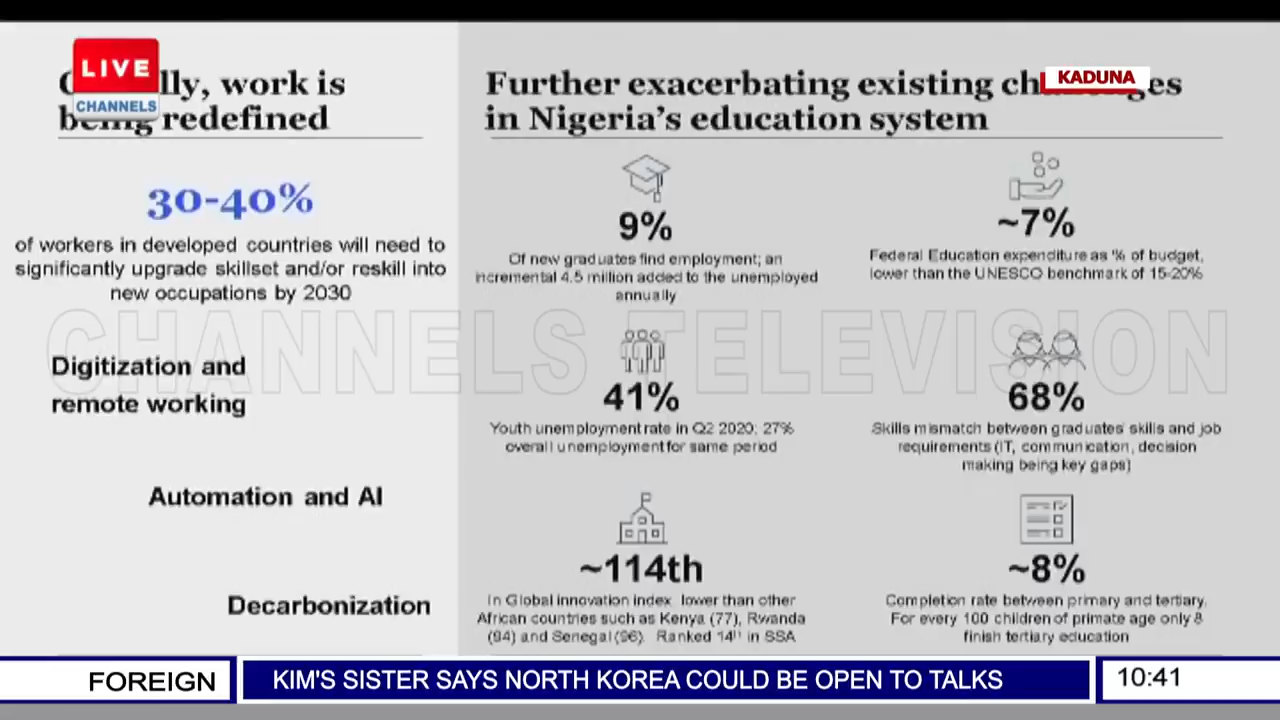 LIVE
CHANNELS
lly, work is
being redefined
30-40%
of workers in developed countries will need to
significantly upgrade skillset and/or reskill into
new occupations by 2030
Digitization and
remote working
Automation and AI
Decarbonization
KADUNA
Further exacerbating existing challenges
in Nigeria's education system
9%
Of new graduates find employment; an
incremental 4.5 million added to the unemployed
annually
~7%
Federal Education expenditure as % of budget,
lower than the UNESCO benchmark of 15-20%
41%
Youth unemployment rate in Q2 2020; 27%
overall unemployment for same period
68%
Skills mismatch between graduates' skills and job
requirements (IT, communication, decision
making being key gaps)
~114th
In Global innovation index, lower than other
African countries such as Kenya (77), Rwanda
(94) and Senegal (96). Ranked 14th in SSA
~8%
Completion rate between primary and tertiary.
For every 100 children of primate age only 8
finish tertiary education
CHANNELS TELEVISION
FOREIGN
KIM'S SISTER SAYS NORTH KOREA COULD BE OPEN TO TALKS
10:41